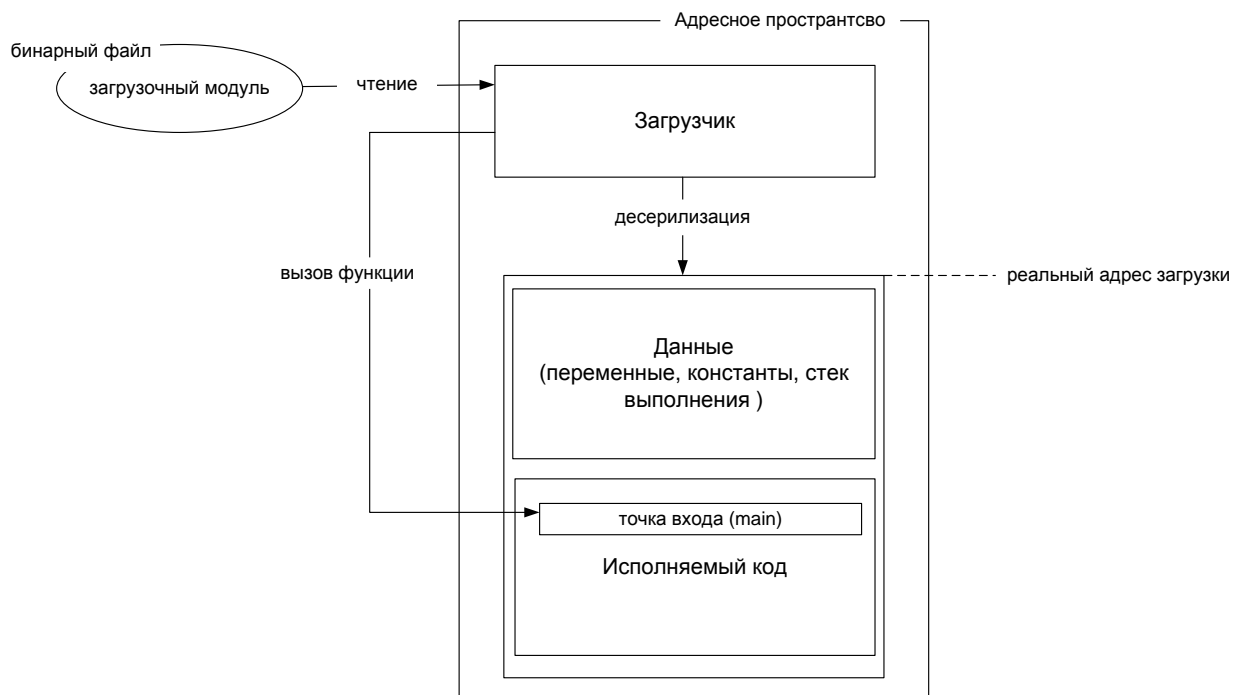 Адресное пространтсво
бинарный файл
загрузочный модуль
чтение
Загрузчик
десерилизация
вызов функции
реальный адрес загрузки
Данные
(переменные, константы, стек
выполнения )
точка входа (main)
Исполняемый код